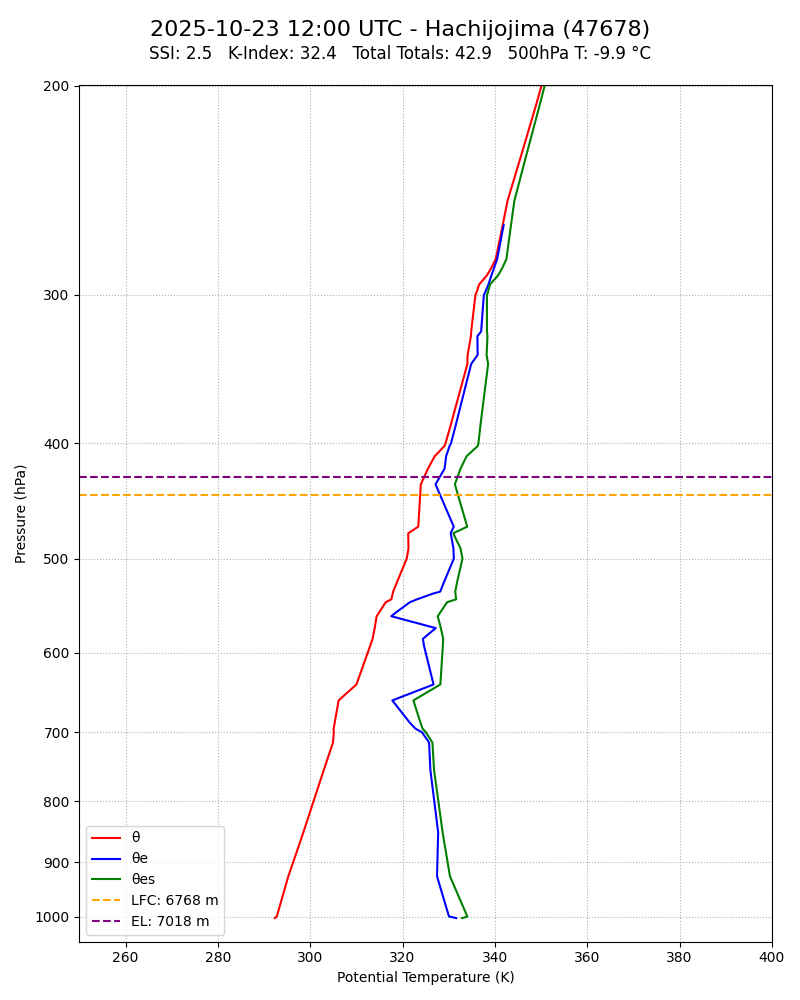 2025-10-23 12:00 UTC - Hachijojima (47678)
SSI: 2.5   K-Index: 32.4   Total Totals: 42.9   500hPa T: -9.9 °C
200
300
400
500
600
700
800
900
1000
Pressure (hPa)
θ
θe
θes
LFC: 6768 m
EL: 7018 m
260 280 300 320 340 360 380 400
Potential Temperature (K)